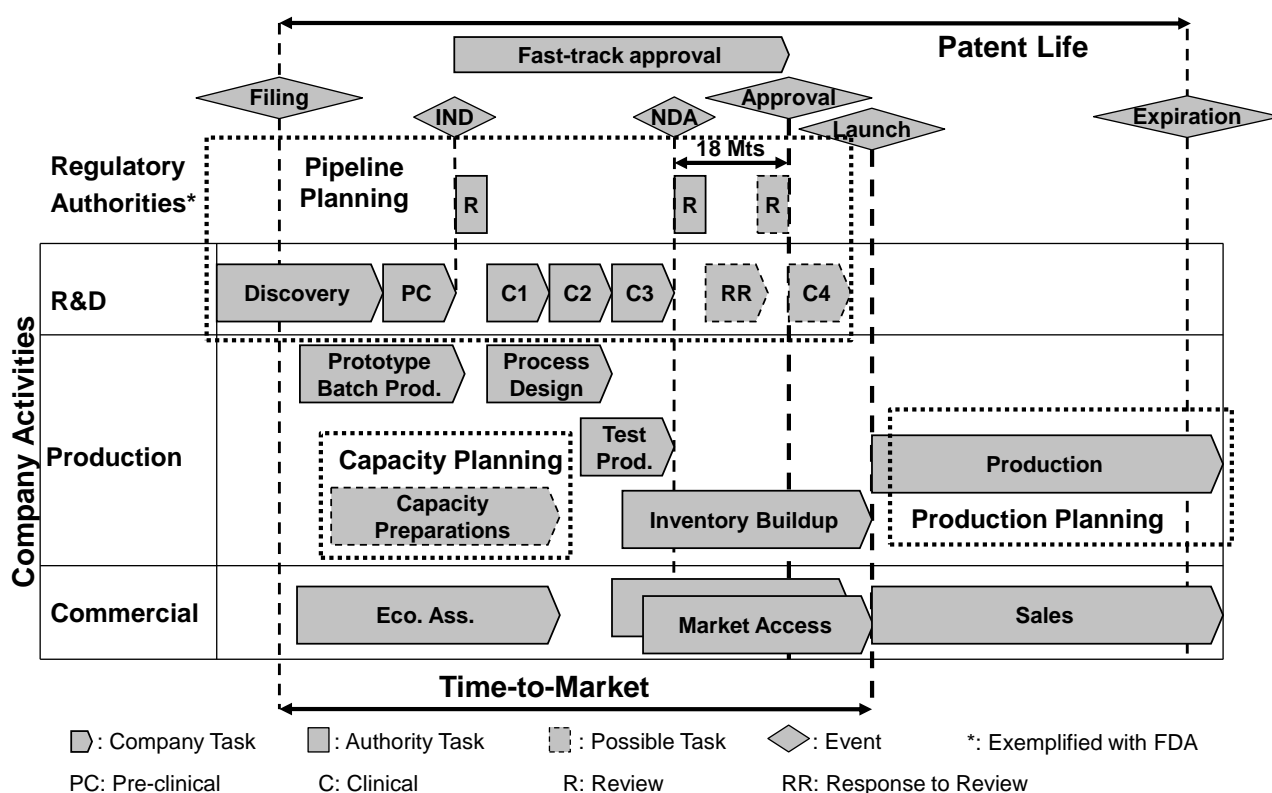 Patent Life
Fast-track approval
Filing
IND
NDA
Approval
Launch
Expiration
18 Mts
Regulatory
Authorities*
Pipeline
Planning
R
R
R
Company Activities
R&D
Discovery
PC
C1
C2
C3
RR
C4
Production
Prototype
Batch Prod.
Process
Design
Test
Prod.
Capacity Planning
Capacity
Preparations
Inventory Buildup
Production
Production Planning
Commercial
Eco. Ass.
Market Access
Sales
Time-to-Market
: Company Task
: Authority Task
: Possible Task
: Event
*: Exemplified with FDA
PC: Pre-clinical
C: Clinical
R: Review
RR: Response to Review